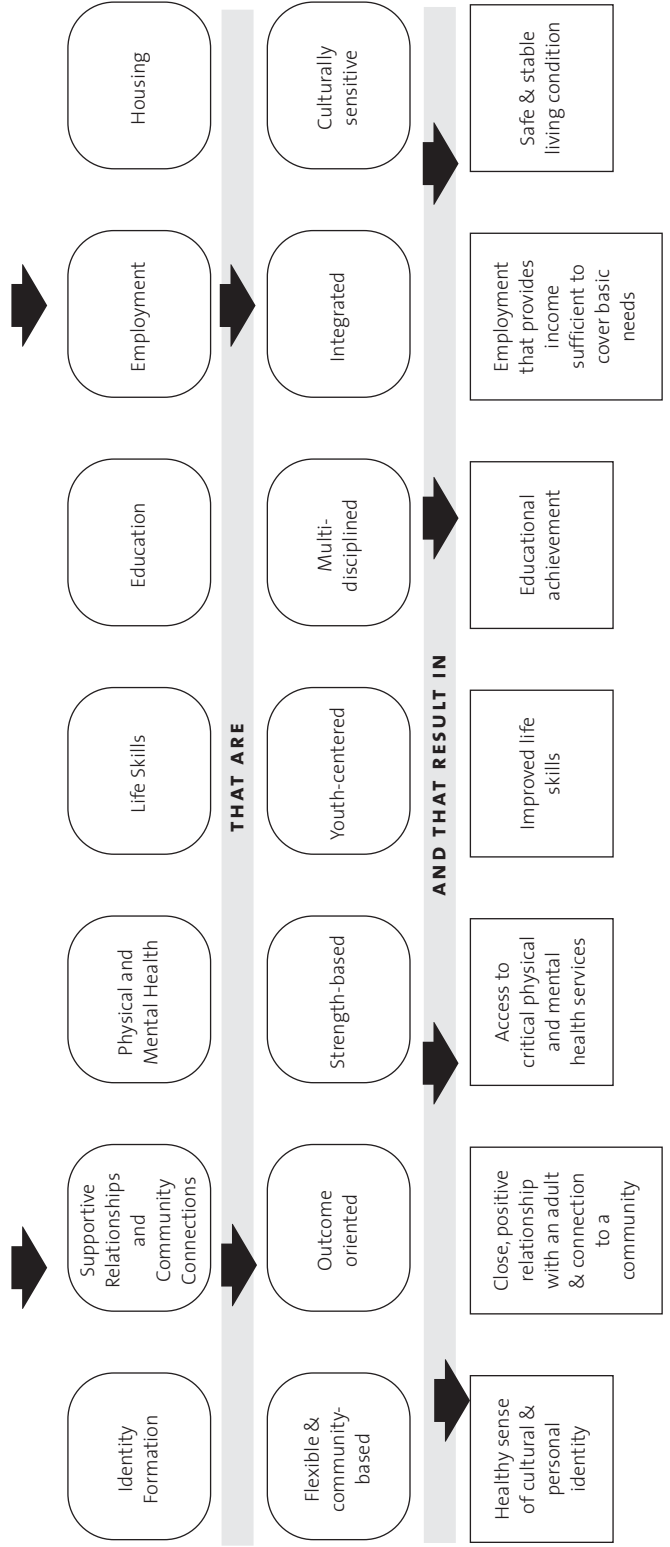 Identity
Formation
Supportive
Relationships
and
Community
Connections
Physical and
Mental Health
Life Skills
Education
Employment
Housing
THAT ARE
Flexible &
community-
based
Outcome
oriented
Strength-based
Youth-centered
Multi-
disciplined
Integrated
Culturally
sensitive
AND THAT RESULT IN
Healthy sense
of cultural &
personal
identity
Close, positive
relationship
with an adult
& connection
to a
community
Access to
critical physical
and mental
health services
Improved life
skills
Educational
achievement
Employment
that provides
income
sufficient to
cover basic
needs
Safe & stable
living condition